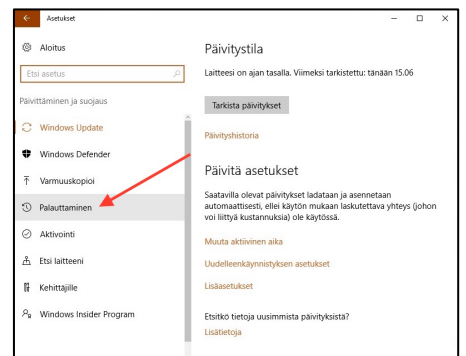 Asetukset
Aloitus
Etsi asetus
Päivittäminen ja suojaus
Windows Update
Windows Defender
Varmuuskopioi
Palauttaminen
Aktivointi
Etsi laitteeni
Kehittäjille
Windows Insider Program
Päivitystila
Laitteesi on ajan tasalla. Viimeksi tarkistettu: tänään 15.06
Tarkista päivitykset
Päivityshistoria
Päivitä asetukset
Saatavilla olevat päivitykset ladataan ja asennetaan
automaattisesti, ellei käytön mukaan laskutettava yhteys (johon
voi liittyä kustannuksia) ole käytössä.
Muuta aktiivinen aika
Uudelleenkäynnistyksen asetukset
Lisäasetukset
Etsitkö tietoja uusimmista päivityksistä?
Lisätietoja